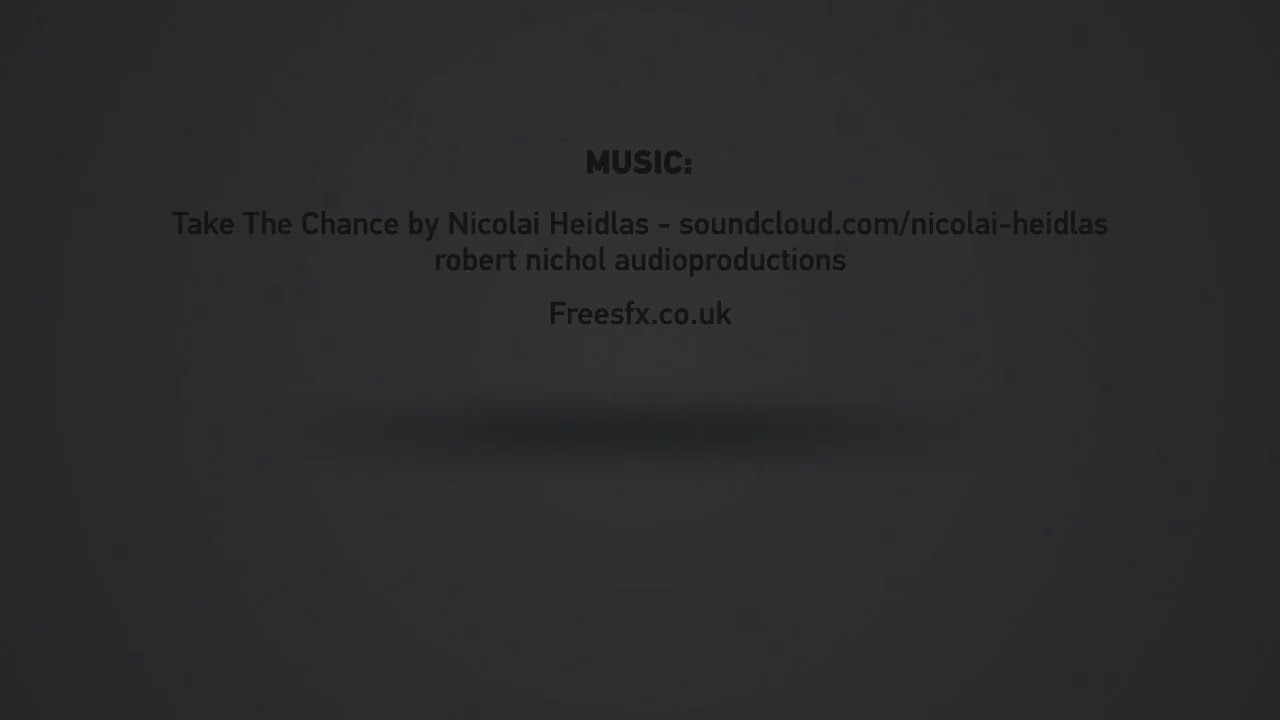 MUSIC:
Take The Chance by Nicolai Heidlas - soundcloud.com/nicolai-heidlas
robert nichol audioproductions
Freesfx.co.uk